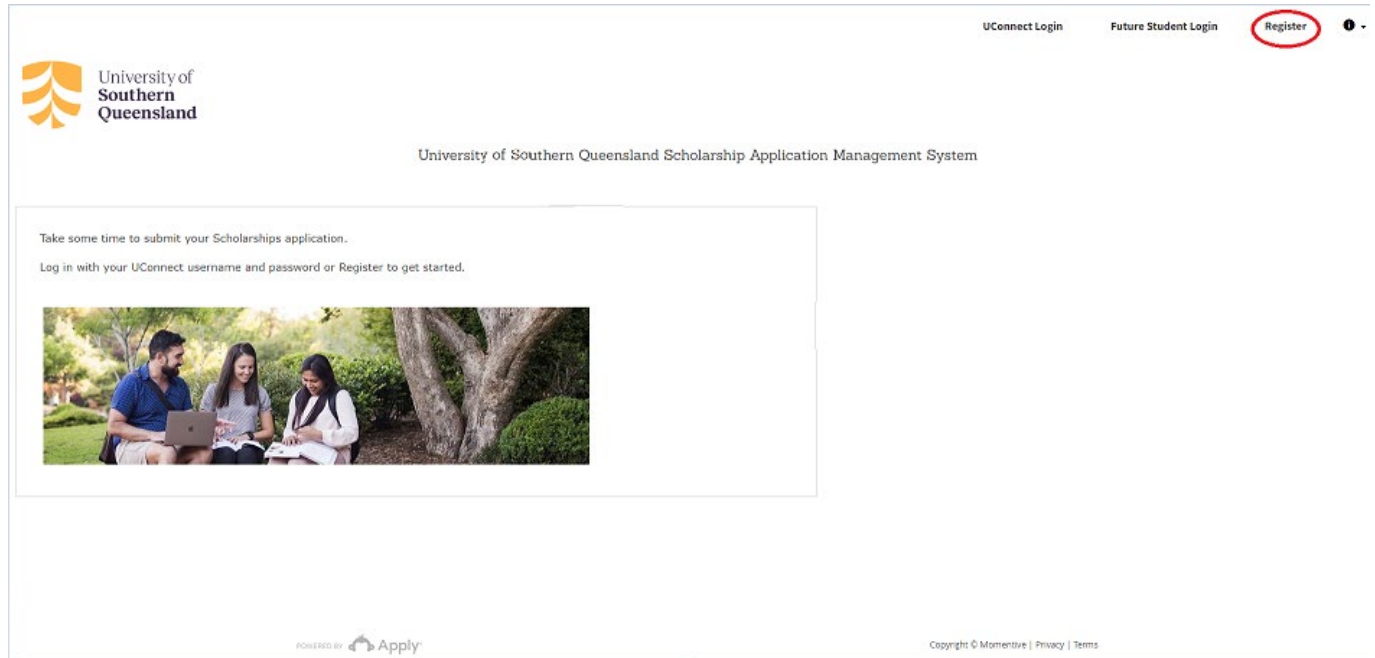 UConnect Login Future Student Login Register
University of
Southern
Queensland
University of Southern Queensland Scholarship Application Management System
Take some time to submit your Scholarships application.
Log in with your UConnect username and password or Register to get started.
POWERED BY Apply
Copyright © Momentive | Privacy | Terms